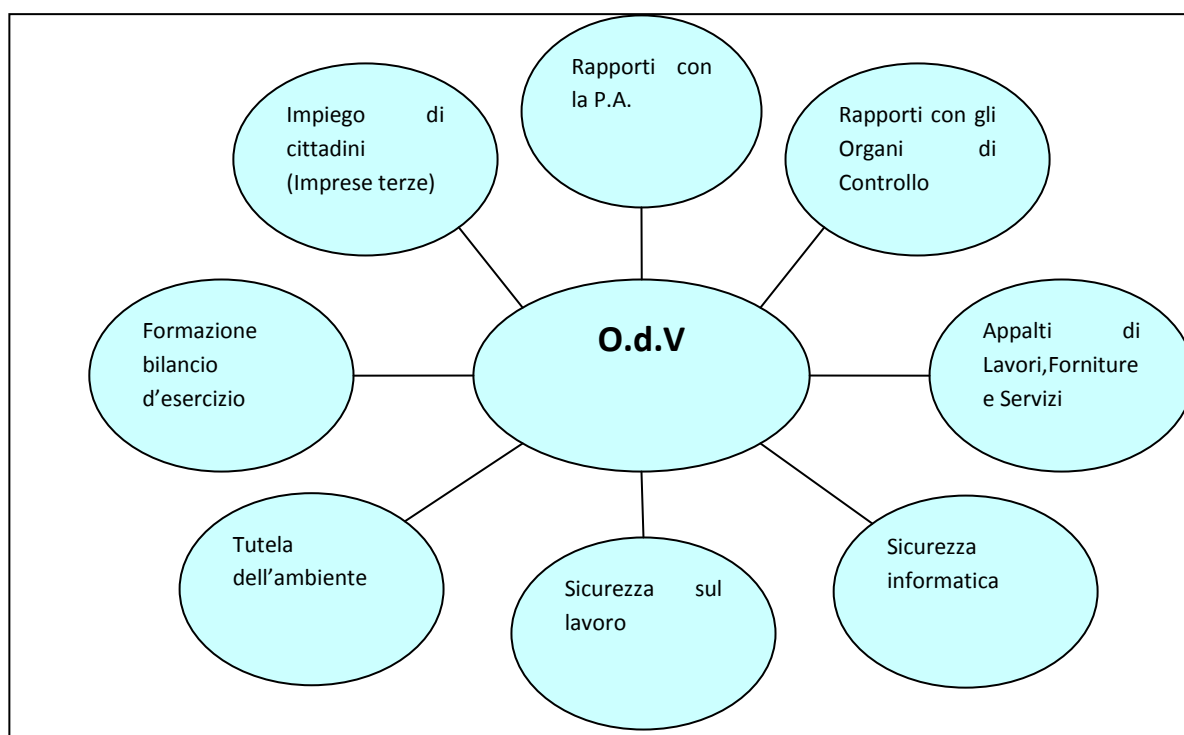 Rapporti con
la P.A.
Impiego di
cittadini
(Imprese terze)
Rapporti con gli
Organi di
Controllo
O.d.V
Formazione
bilancio
d’esercizio
Appalti di
Lavori,Forniture
e Servizi
Tutela
dell’ambiente
Sicurezza sul
lavoro
Sicurezza
informatica